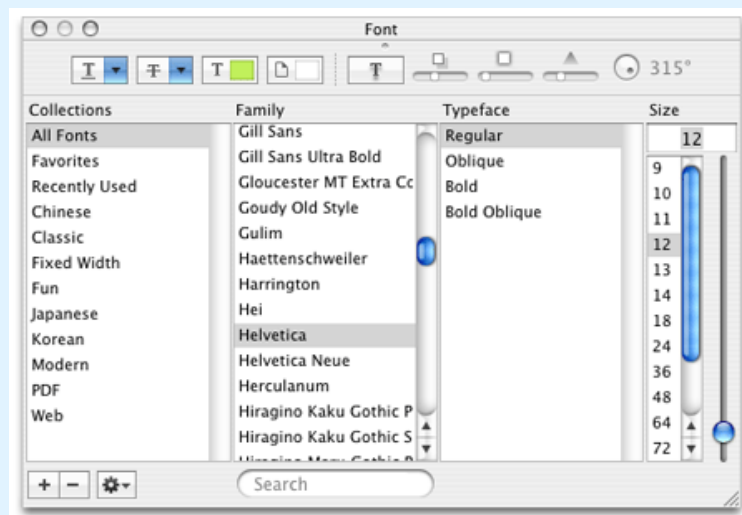 Font
T T T T 315°
Collections Family Typeface Size
All Fonts
Favorites
Recently Used
Chinese
Classic
Fixed Width
Fun
Japanese
Korean
Modern
PDF
Web
Gill Sans
Gill Sans Ultra Bold
Gloucester MT Extra Cc
Goudy Old Style
Gulim
Haettenschweiler
Harrington
Hei
Helvetica
Helvetica Neue
Herculanum
Hiragino Kaku Gothic P
Hiragino Kaku Gothic S
Regular
Oblique
Bold
Bold Oblique
12
9
10
11
12
13
14
18
24
36
48
64
72
+ −
Search